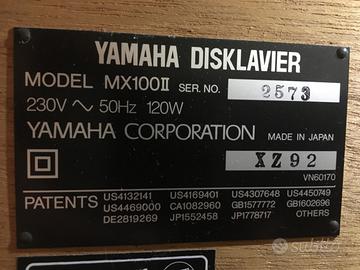 YAMAHA DISKLAVIER
MODEL MX100II SER. NO. 2573
230V ~ 50Hz 120W
YAMAHA CORPORATION MADE IN JAPAN
XZ92
VN60170
PATENTS US4132141 US4169401 US4307648 US4450749
US4469000 CA1082960 GB1577772 GB1602696
DE2819269 JP1552458 JP1778717 OTHERS
subito